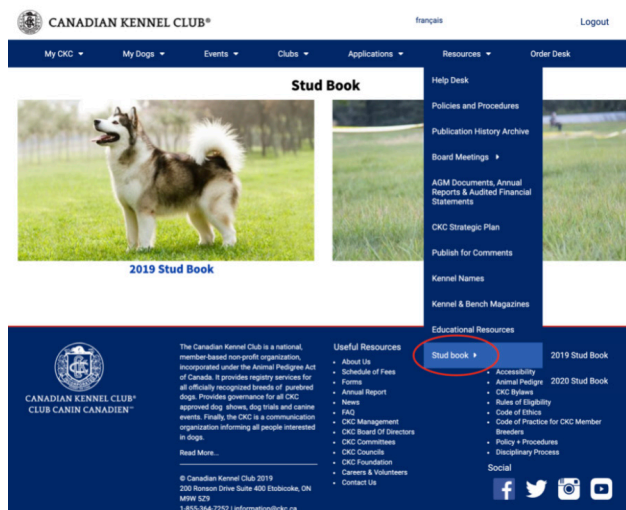 CANADIAN KENNEL CLUB®
français
Logout
My CKC
My Dogs
Events
Clubs
Applications
Resources
Order Desk
Stud Book
Help Desk
Policies and Procedures
Publication History Archive
Board Meetings
AGM Documents, Annual
Reports & Audited Financial
Statements
CKC Strategic Plan
Publish for Comments
Kennel Names
Kennel & Bench Magazines
Educational Resources
Stud book
2019 Stud Book
2020 Stud Book
2019 Stud Book
CANADIAN KENNEL CLUB®
CLUB CANIN CANADIEN™
The Canadian Kennel Club is a national,
member-based non-profit organization,
incorporated under the Animal Pedigree Act
of Canada. It provides registry services for
all officially recognized breeds of purebred
dogs. Provides governance for all CKC
approved dog shows, dog trials and canine
events. Finally, the CKC is a communication
organization informing all people interested
in dogs.
Read More...
© Canadian Kennel Club 2019
200 Ronson Drive Suite 400 Etobicoke, ON
M9W 5Z9
1-855-364-7252 | information@ckc.ca
Useful Resources
• About Us
• Schedule of Fees
• Forms
• Annual Report
• News
• FAQ
• CKC Management
• CKC Board Of Directors
• CKC Committees
• CKC Councils
• CKC Foundation
• Careers & Volunteers
• Contact Us
• Accessibility
• Animal Pedigre
• CKC Bylaws
• Rules of Eligibility
• Code of Ethics
• Code of Practice for CKC Member
Breeders
• Policy + Procedures
• Disciplinary Process
Social